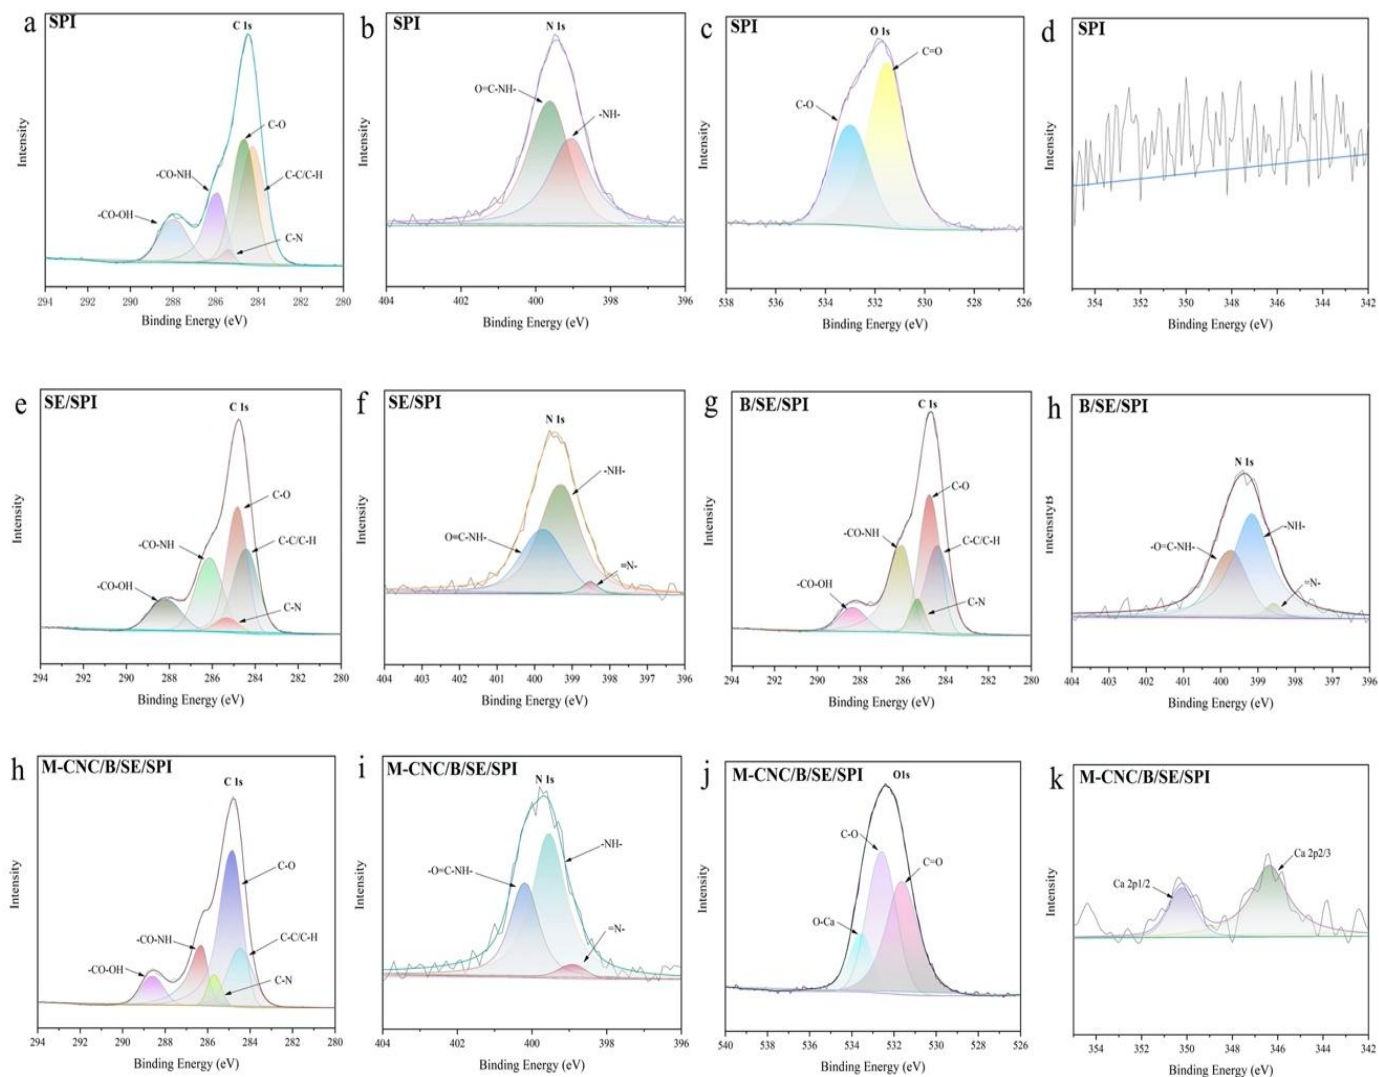 a SPI
C 1s
C-O
-CO-NH
C-C/C-H
-CO-OH
C-N
Intensity
294 290 288 286 284 282 280
Binding Energy (eV)
b SPI
N 1s
O=C-NH-
-NH-
Intensity
404 402 400 398 396
Binding Energy (eV)
c SPI
O 1s
C=O
C-O
Intensity
538 534 532 530 528 526
Binding Energy (eV)
d SPI
Intensity
354 352 350 348 346 344 342
Binding Energy (eV)
e SE/SPI
C 1s
C-O
-CO-NH
C-C/C-H
-CO-OH
C-N
Intensity
294 292 290 288 286 284 282 280
Binding Energy (eV)
f SE/SPI
N 1s
-NH-
O=C-NH-
=N-
Intensity
404 403 402 401 400 399 398 397 396
Binding Energy (eV)
g B/SE/SPI
C 1s
C-O
-CO-NH
C-C/C-H
-CO-OH
C-N
Intensity
294 292 290 288 286 284 282 280
Binding Energy (eV)
h B/SE/SPI
N 1s
-NH-
-O=C-NH-
=N-
404 403 402 401 400 399 398 397 396
Binding Energy (eV)
h M-CNC/B/SE/SPI
C 1s
C-O
-CO-NH
C-C/C-H
-CO-OH
C-N
Intensity
294 292 290 288 286 284 282 280
Binding Energy (eV)
i M-CNC/B/SE/SPI
N 1s
-NH-
-O=C-NH-
=N-
Intensity
404 402 400 398 396
Binding Energy (eV)
j M-CNC/B/SE/SPI
O1s
C-O
C=O
O-Ca
Intensity
540 538 536 534 532 530 528 526
Binding Energy (eV)
k M-CNC/B/SE/SPI
Ca 2p2/3
Ca 2p1/2
Intensity
354 352 350 348 346 344 342
Binding Energy (eV)